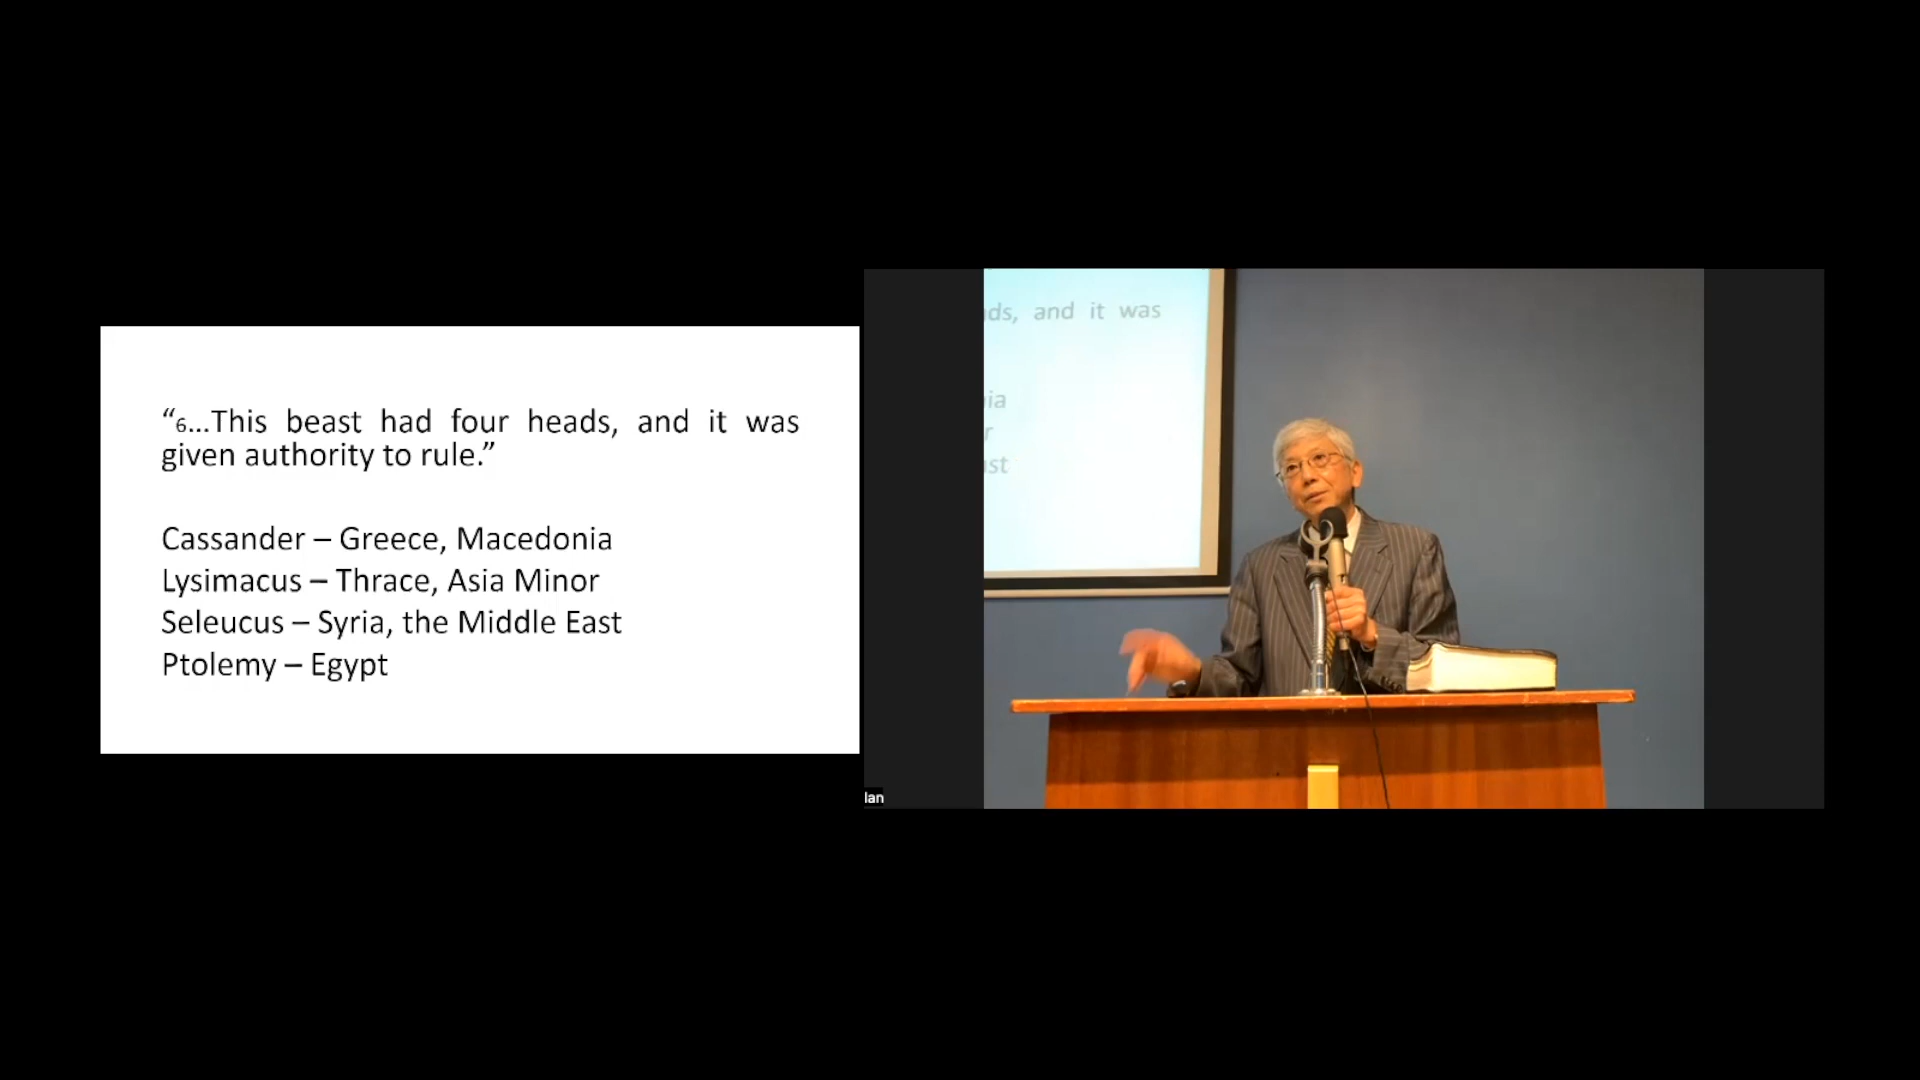 “6...This beast had four heads, and it was
given authority to rule.”
Cassander – Greece, Macedonia
Lysimacus – Thrace, Asia Minor
Seleucus – Syria, the Middle East
Ptolemy – Egypt
ds, and it was
ia
r
st
lan